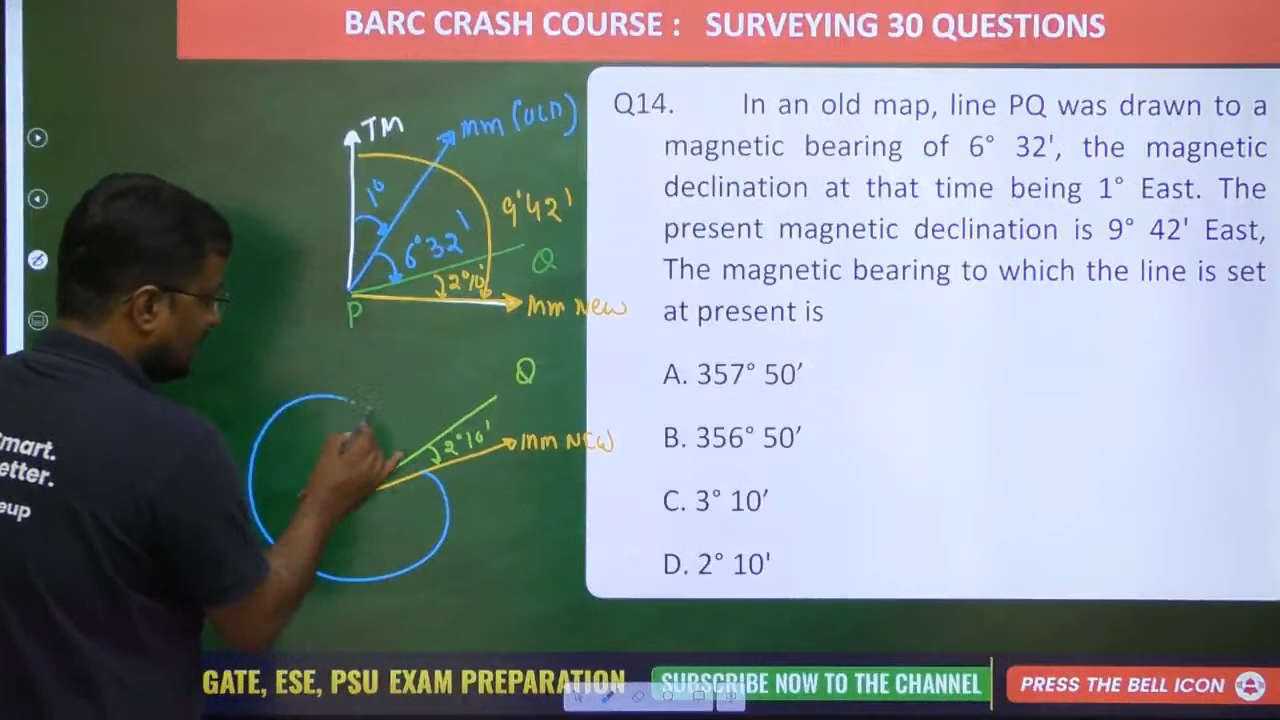 BARC CRASH COURSE : SURVEYING 30 QUESTIONS
TM
MM (OLD)
1°
6°32'
9°42'
Q
2°10'
P
MM NEW
Q
2°10'
MM NEW
Q14. In an old map, line PQ was drawn to a
magnetic bearing of 6° 32', the magnetic
declination at that time being 1° East. The
present magnetic declination is 9° 42' East,
The magnetic bearing to which the line is set
at present is
A. 357° 50′
B. 356° 50′
C. 3° 10′
D. 2° 10'
GATE, ESE, PSU EXAM PREPARATION
SUBSCRIBE NOW TO THE CHANNEL
PRESS THE BELL ICON